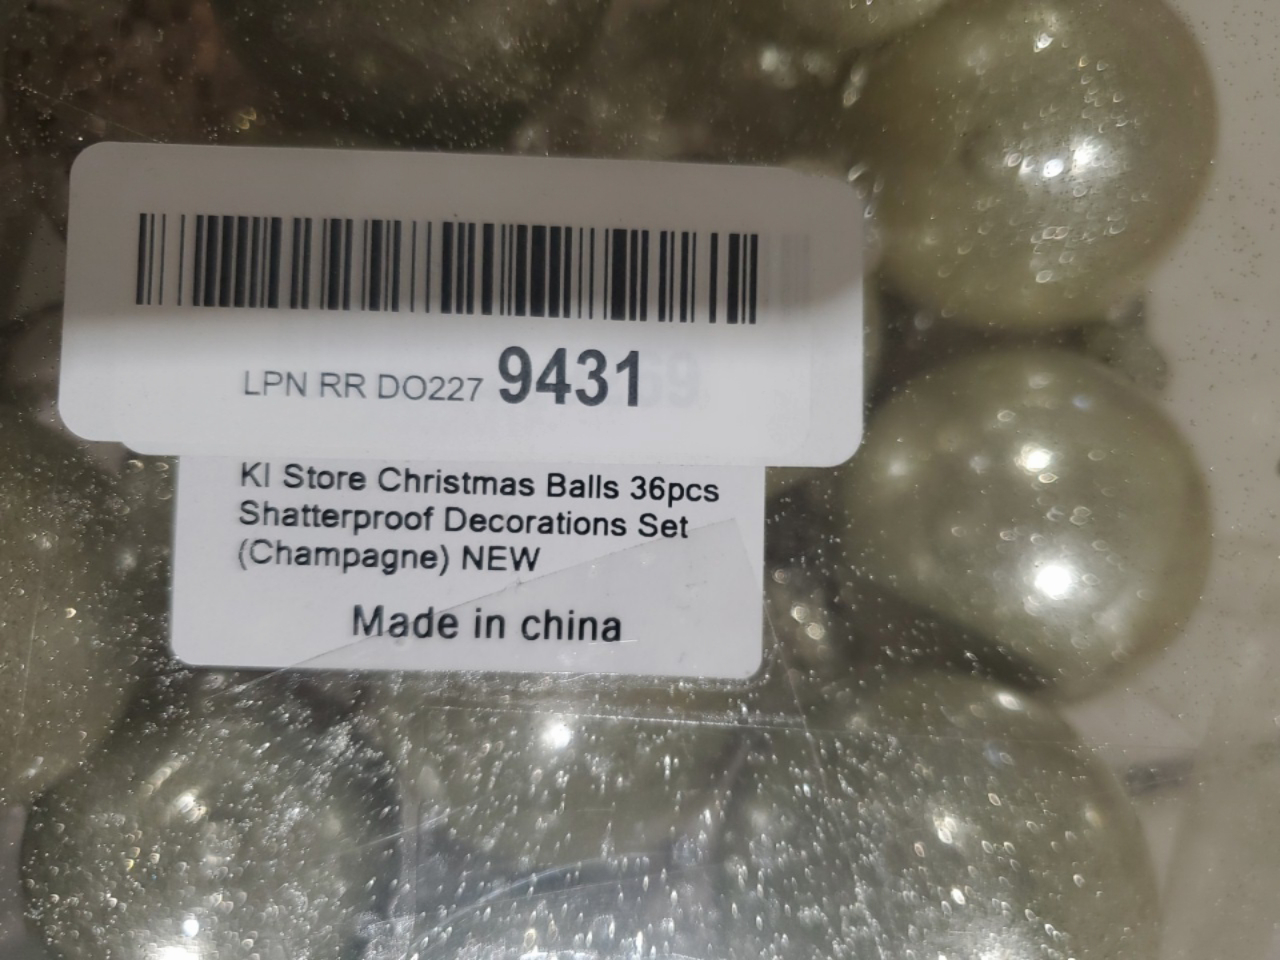 LPN RR DO227 9431
KI Store Christmas Balls 36pcs
Shatterproof Decorations Set
(Champagne) NEW
Made in china